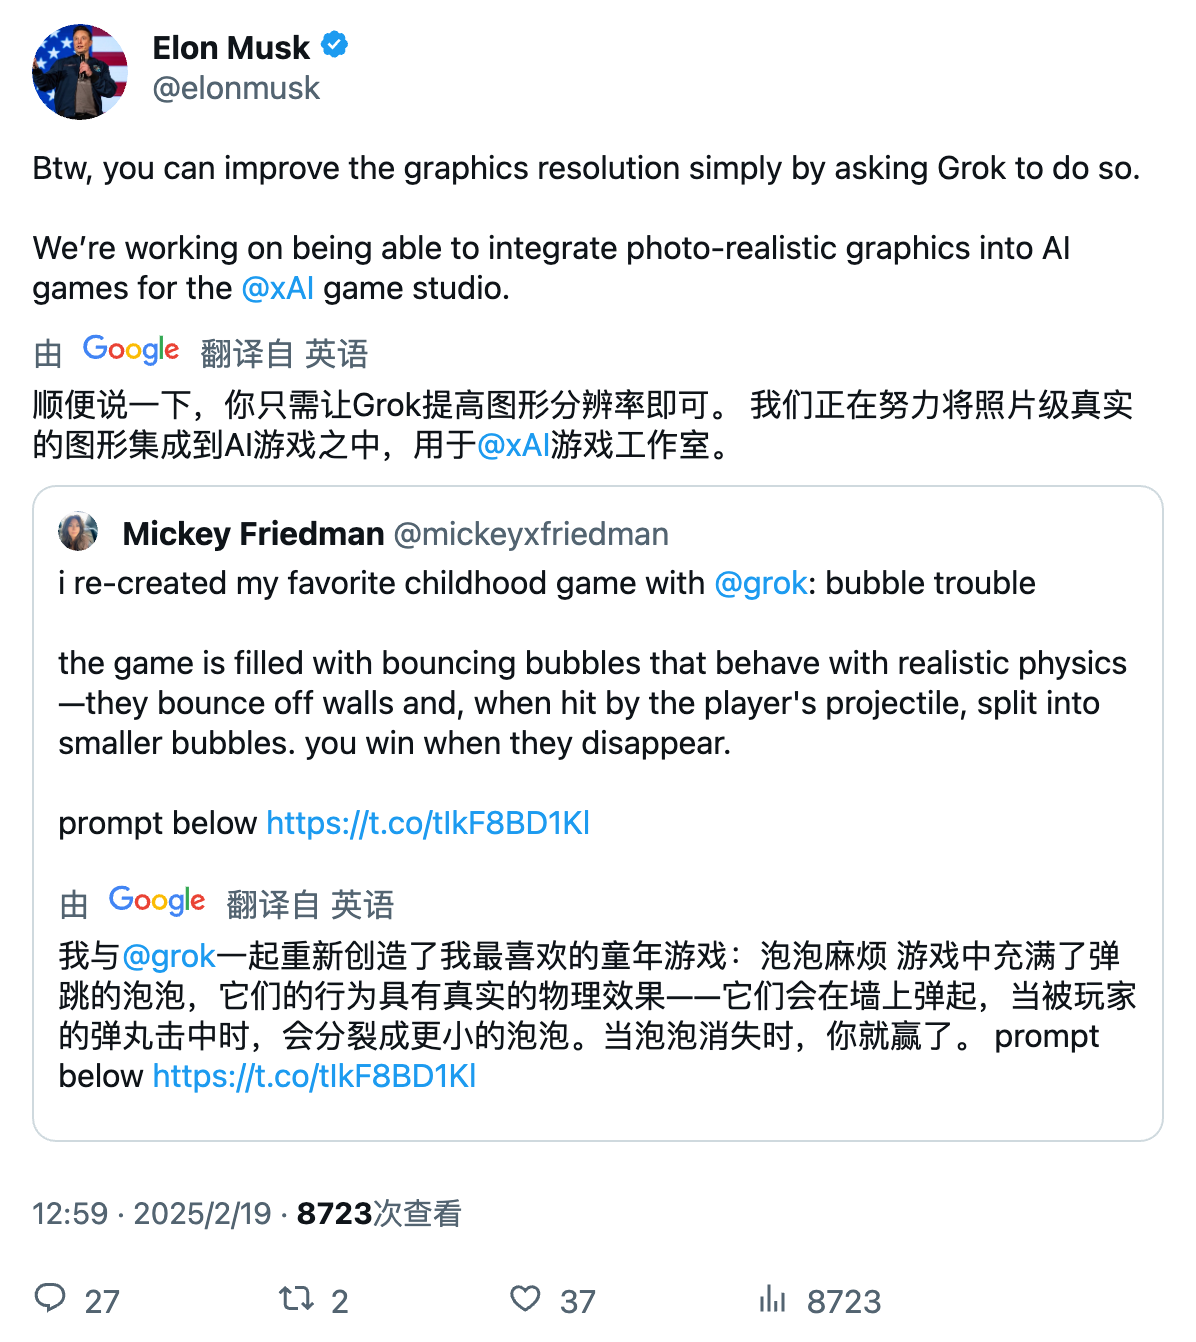 Elon Musk
@elonmusk
Btw, you can improve the graphics resolution simply by asking Grok to do so.
We’re working on being able to integrate photo-realistic graphics into AI
games for the @xAI game studio.
由 Google 翻译自 英语
顺便说一下，你只需让Grok提高图形分辨率即可。 我们正在努力将照片级真实
的图形集成到AI游戏之中，用于@xAI游戏工作室。
Mickey Friedman @mickeyxfriedman
i re-created my favorite childhood game with @grok: bubble trouble
the game is filled with bouncing bubbles that behave with realistic physics
—they bounce off walls and, when hit by the player's projectile, split into
smaller bubbles. you win when they disappear.
prompt below https://t.co/tIkF8BD1Kl
由 Google 翻译自 英语
我与@grok一起重新创造了我最喜欢的童年游戏：泡泡麻烦 游戏中充满了弹
跳的泡泡，它们的行为具有真实的物理效果——它们会在墙上弹起，当被玩家
的弹丸击中时，会分裂成更小的泡泡。当泡泡消失时，你就赢了。 prompt
below https://t.co/tIkF8BD1Kl
12:59 · 2025/2/19 · 8723次查看
27 2 37 8723